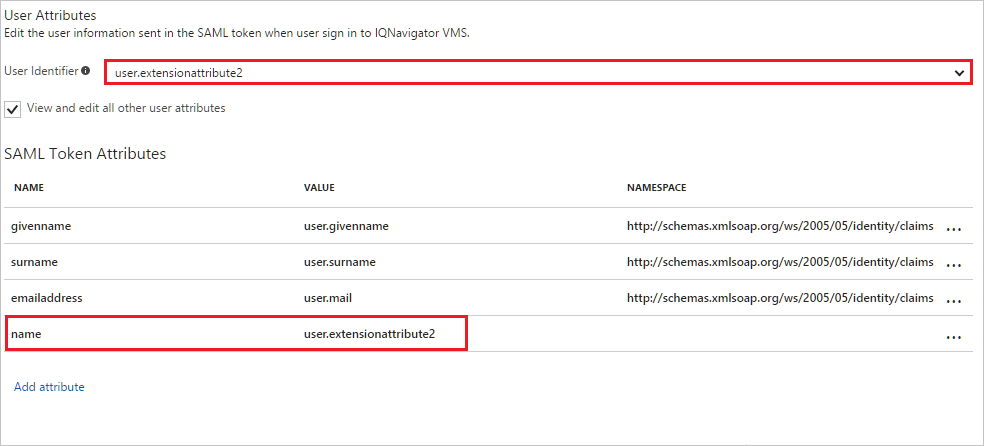 User Attributes
Edit the user information sent in the SAML token when user sign in to IQNavigator VMS.
User Identifier user.extensionattribute2
View and edit all other user attributes
SAML Token Attributes
NAME VALUE NAMESPACE
givenname user.givenname http://schemas.xmlsoap.org/ws/2005/05/identity/claims ...
surname user.surname http://schemas.xmlsoap.org/ws/2005/05/identity/claims ...
emailaddress user.mail http://schemas.xmlsoap.org/ws/2005/05/identity/claims ...
name user.extensionattribute2 ...
Add attribute